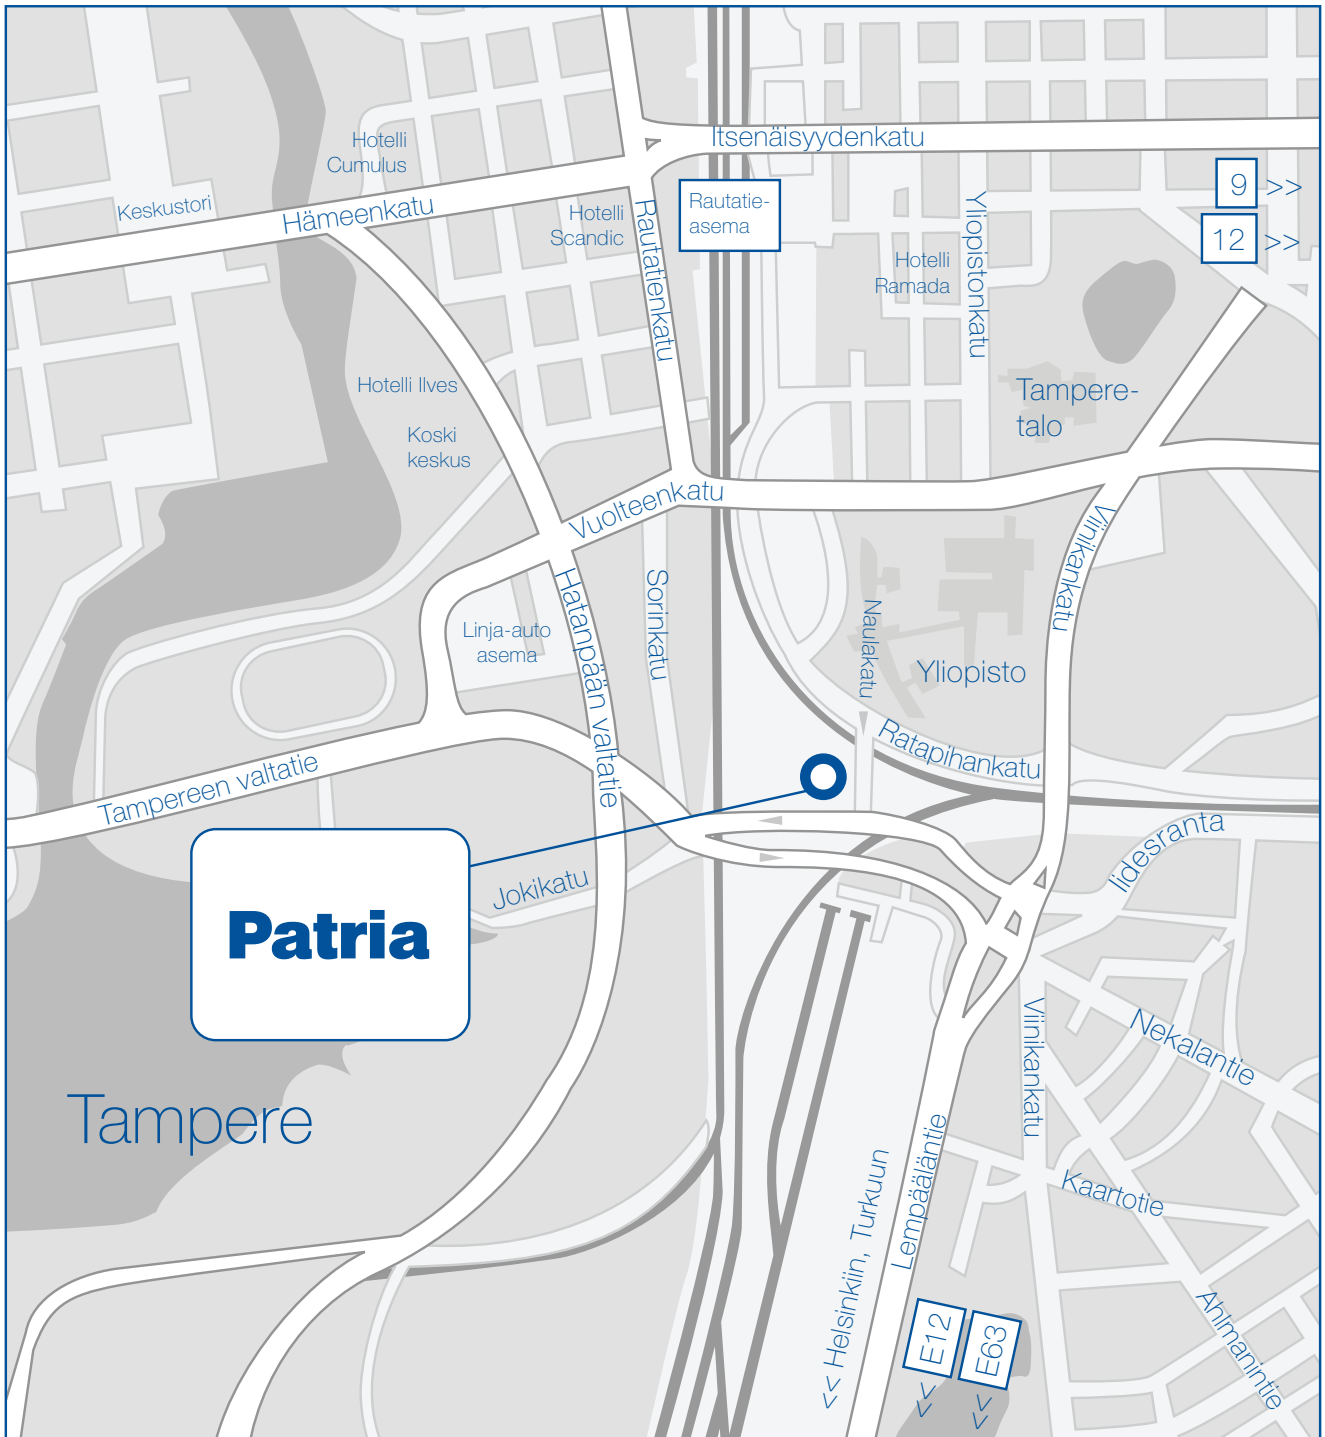 Itsenäisyydenkatu
Hotelli
Cumulus
9 >>
Keskustori
Hämeenkatu
Hotelli
Scandic
Rautatienkatu
Rautatie-
asema
Yliopistonkatu
12 >>
Hotelli
Ramada
Hotelli Ilves
Tampere-
talo
Koski
keskus
Vuolteenkatu
Viinikankatu
Hatanpään valtatie
Sorinkatu
Naulakatu
Linja-auto
asema
Yliopisto
Ratapihankatu
Tampereen valtatie
Iidesranta
Jokikatu
Patria
Viinikankatu
Nekalantie
Tampere
Lempääläntie
<< Helsinkiin, Turkuun
Kaartotie
Ahlmanintie
E12 <<
E63 <<